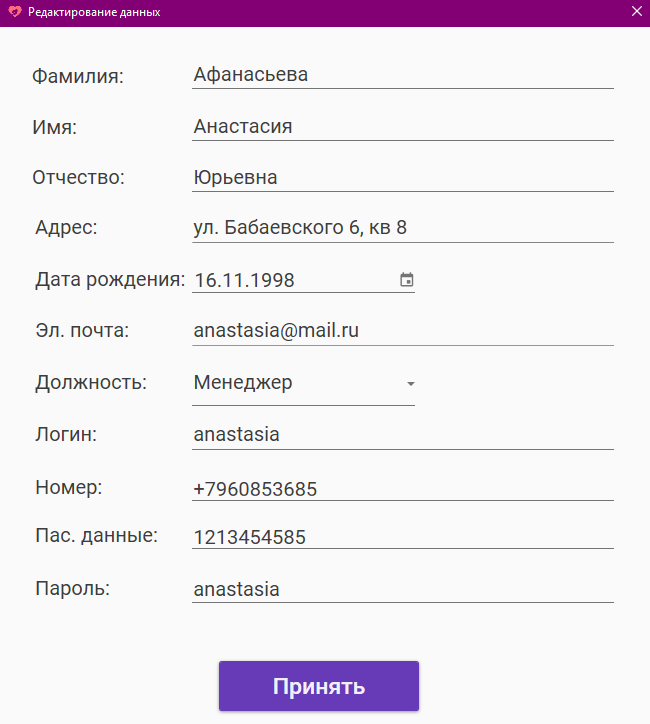 Редактирование данных
Фамилия: Афанасьева
Имя: Анастасия
Отчество: Юрьевна
Адрес: ул. Бабаевского 6, кв 8
Дата рождения: 16.11.1998
Эл. почта: anastasia@mail.ru
Должность: Менеджер
Логин: anastasia
Номер: +7960853685
Пас. данные: 1213454585
Пароль: anastasia
Принять